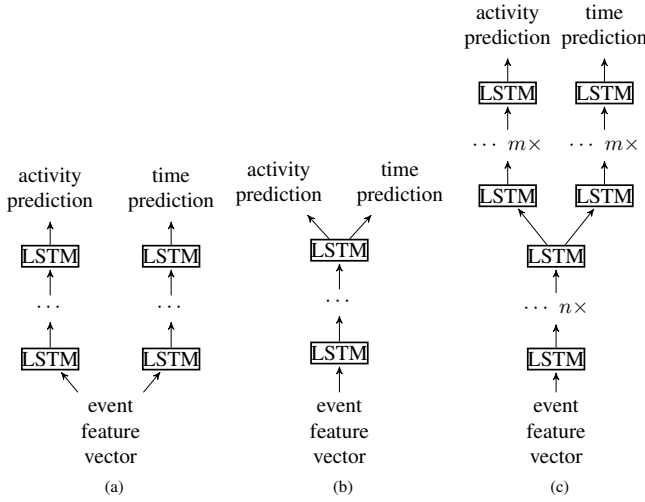 activity
prediction
time
prediction
LSTM
LSTM
⋯
⋯
LSTM
LSTM
event
feature
vector
(a)
activity
prediction
time
prediction
LSTM
⋯
LSTM
event
feature
vector
(b)
activity
prediction
time
prediction
LSTM
LSTM
⋯ m×
⋯ m×
LSTM
LSTM
LSTM
⋯ n×
LSTM
event
feature
vector
(c)